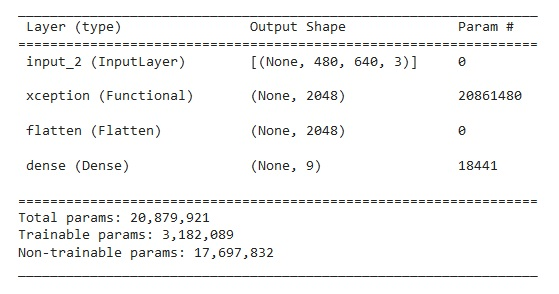 Layer (type) Output Shape Param #
input_2 (InputLayer) [(None, 480, 640, 3)] 0
xception (Functional) (None, 2048) 20861480
flatten (Flatten) (None, 2048) 0
dense (Dense) (None, 9) 18441
Total params: 20,879,921
Trainable params: 3,182,089
Non-trainable params: 17,697,832